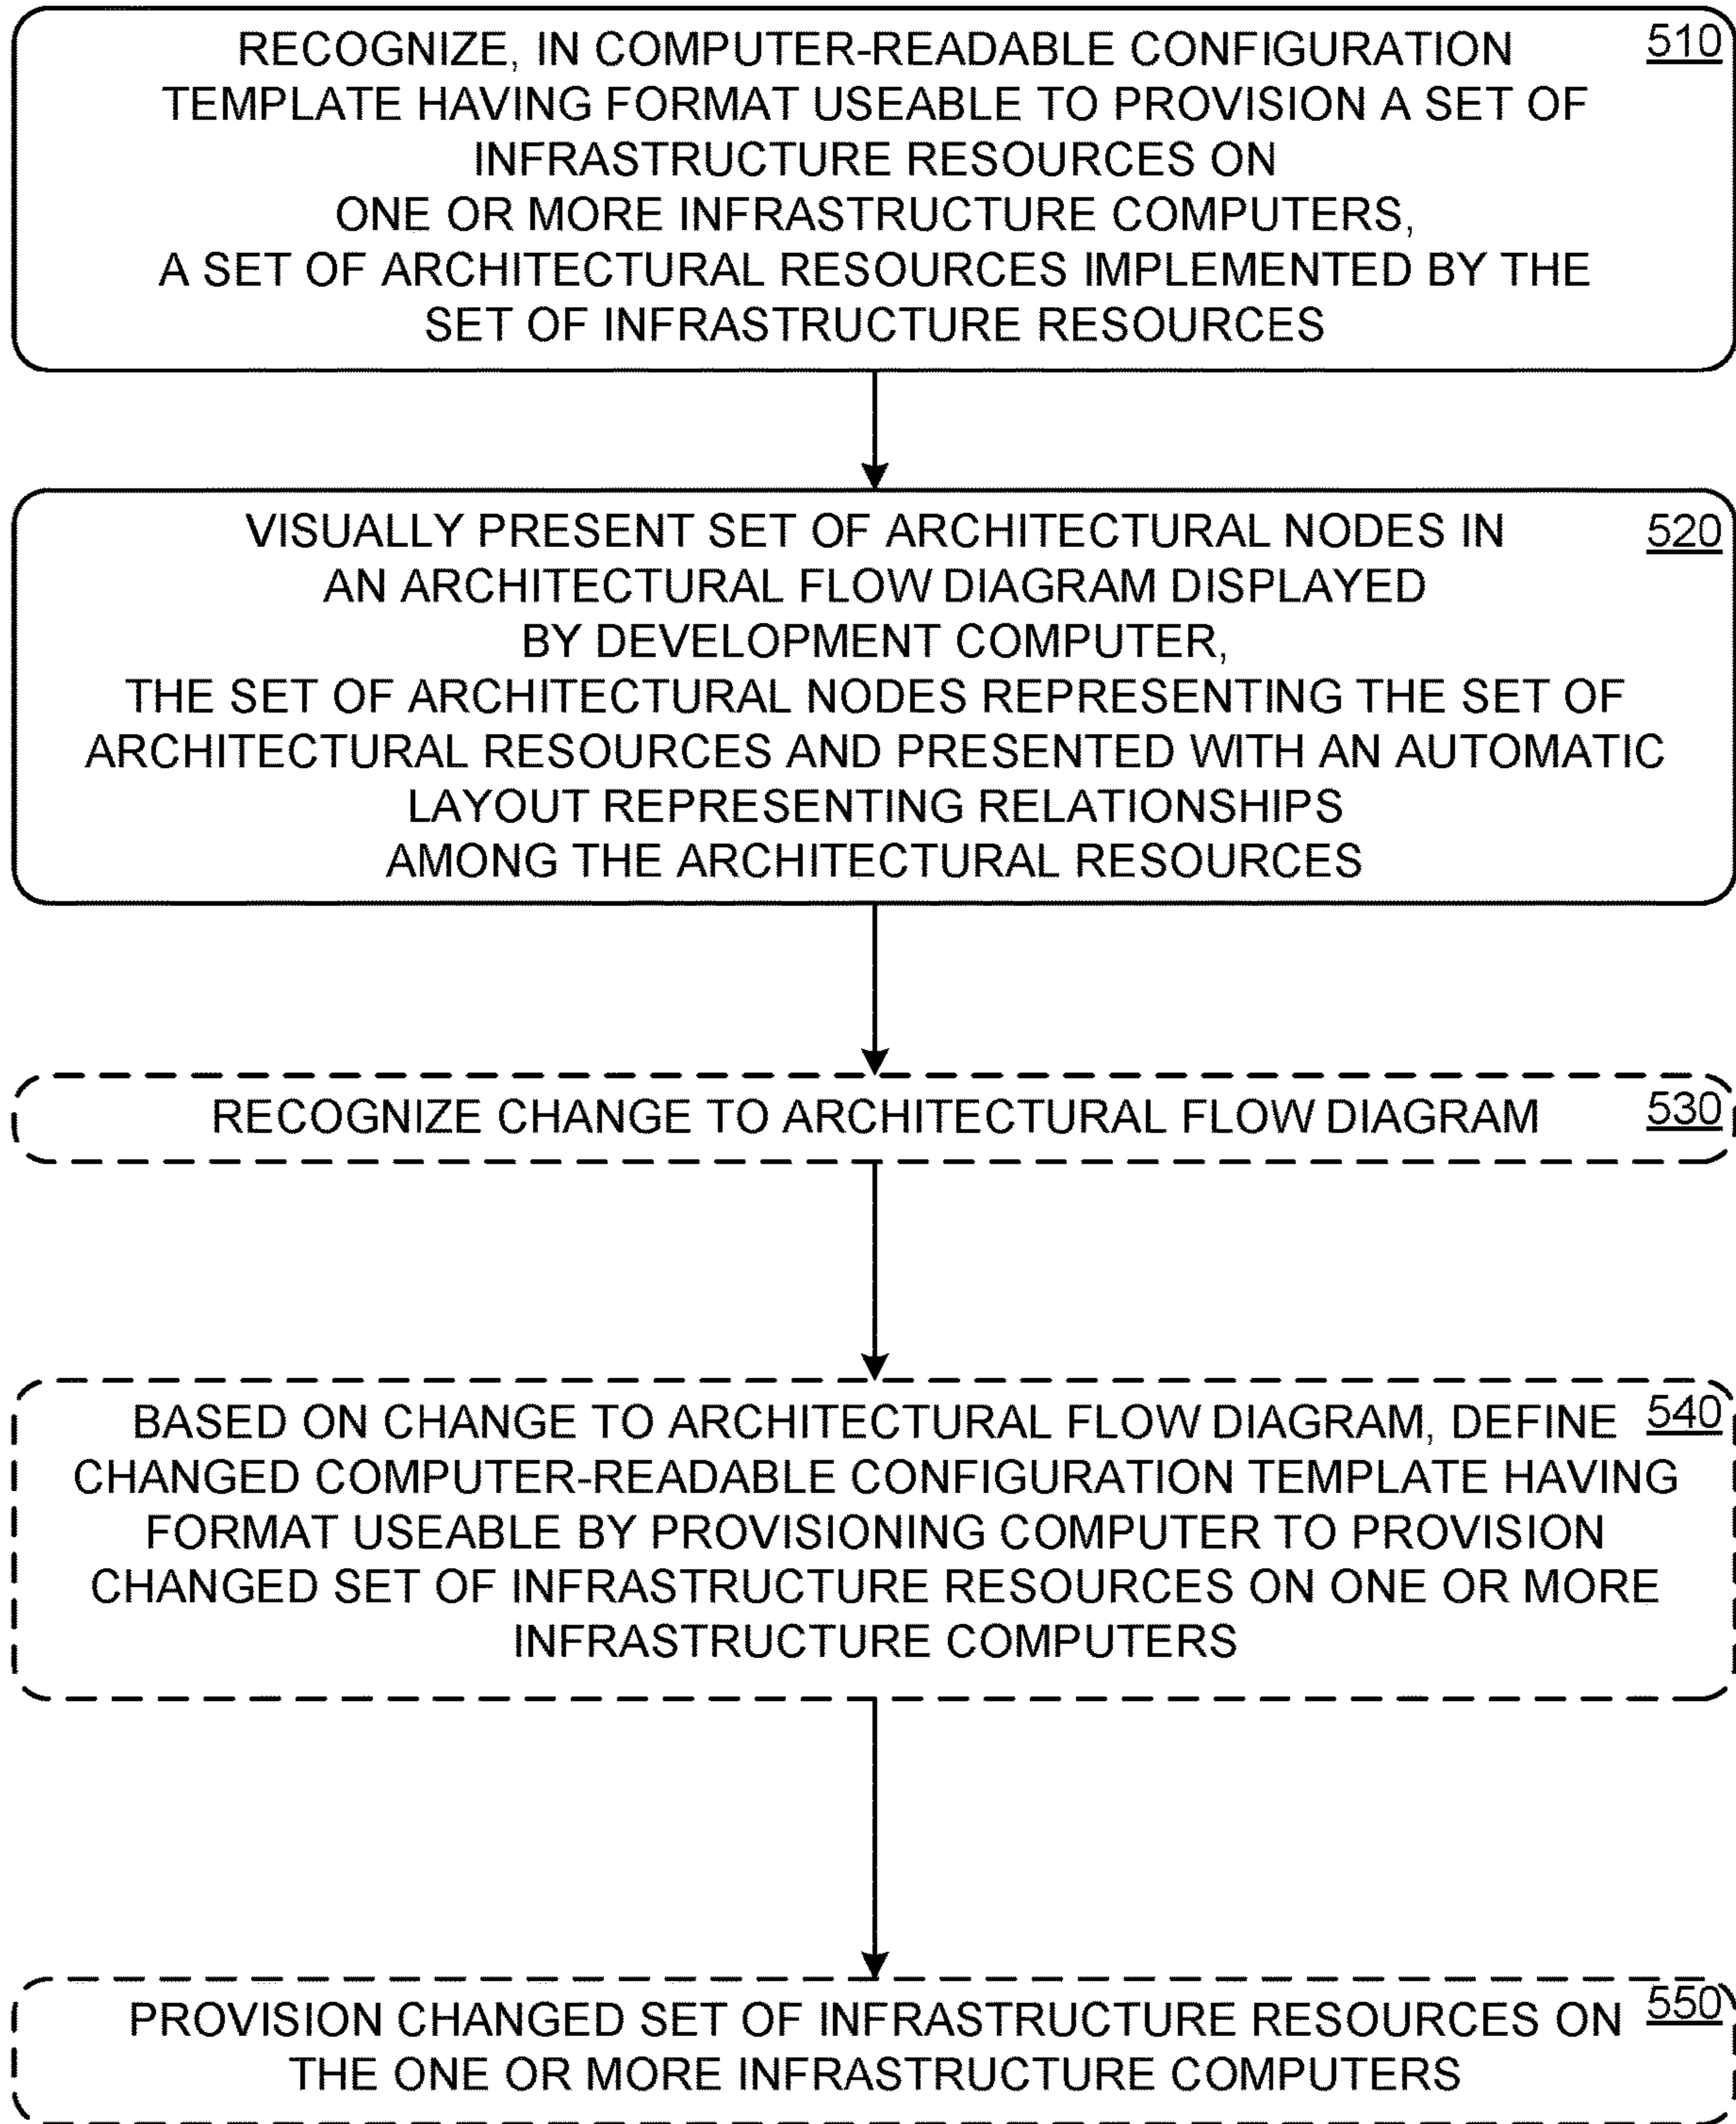 RECOGNIZE, IN COMPUTER-READABLE CONFIGURATION 510
TEMPLATE HAVING FORMAT USEABLE TO PROVISION A SET OF
INFRASTRUCTURE RESOURCES ON
ONE OR MORE INFRASTRUCTURE COMPUTERS,
A SET OF ARCHITECTURAL RESOURCES IMPLEMENTED BY THE
SET OF INFRASTRUCTURE RESOURCES
VISUALLY PRESENT SET OF ARCHITECTURAL NODES IN 520
AN ARCHITECTURAL FLOW DIAGRAM DISPLAYED
BY DEVELOPMENT COMPUTER,
THE SET OF ARCHITECTURAL NODES REPRESENTING THE SET OF
ARCHITECTURAL RESOURCES AND PRESENTED WITH AN AUTOMATIC
LAYOUT REPRESENTING RELATIONSHIPS
AMONG THE ARCHITECTURAL RESOURCES
RECOGNIZE CHANGE TO ARCHITECTURAL FLOW DIAGRAM 530
BASED ON CHANGE TO ARCHITECTURAL FLOW DIAGRAM, DEFINE 540
CHANGED COMPUTER-READABLE CONFIGURATION TEMPLATE HAVING
FORMAT USEABLE BY PROVISIONING COMPUTER TO PROVISION
CHANGED SET OF INFRASTRUCTURE RESOURCES ON ONE OR MORE
INFRASTRUCTURE COMPUTERS
PROVISION CHANGED SET OF INFRASTRUCTURE RESOURCES ON 550
THE ONE OR MORE INFRASTRUCTURE COMPUTERS